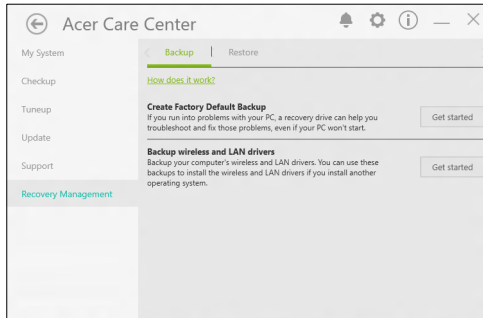 Acer Care Center
My System
Checkup
Tuneup
Update
Support
Recovery Management
Backup
Restore
How does it work?
Create Factory Default Backup
If you run into problems with your PC, a recovery drive can help you
troubleshoot and fix those problems, even if your PC won't start.
Get started
Backup wireless and LAN drivers
Backup your computer's wireless and LAN drivers. You can use these
backups to install the wireless and LAN drivers if you install another
operating system.
Get started